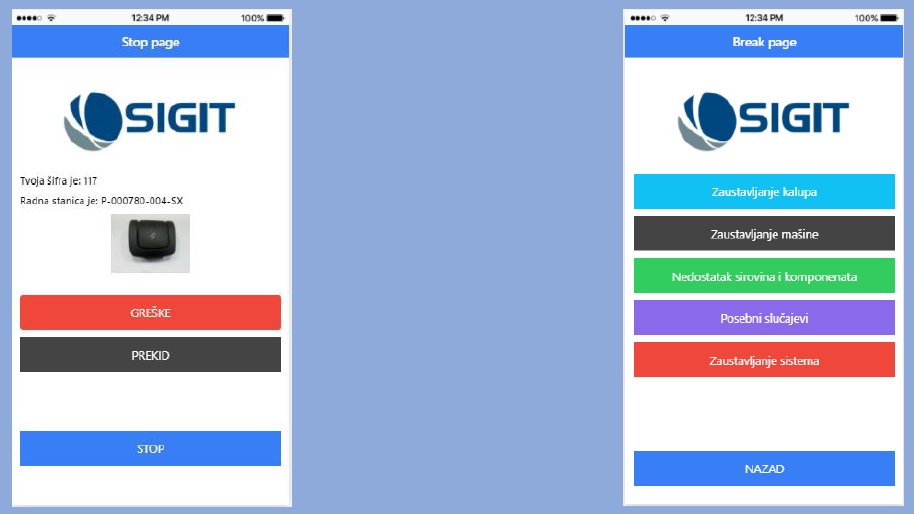 12:34 PM
100%
Stop page
SIGIT
Tvoja šifra je: 117
Radna stanica je: P-000780-004-SX
GREŠKE
PREKID
STOP
12:34 PM
100%
Break page
SIGIT
Zaustavljanje kalupa
Zaustavljanje mašine
Nedostatak sirovina i komponenata
Posebni slučajevi
Zaustavljanje sistema
NAZAD